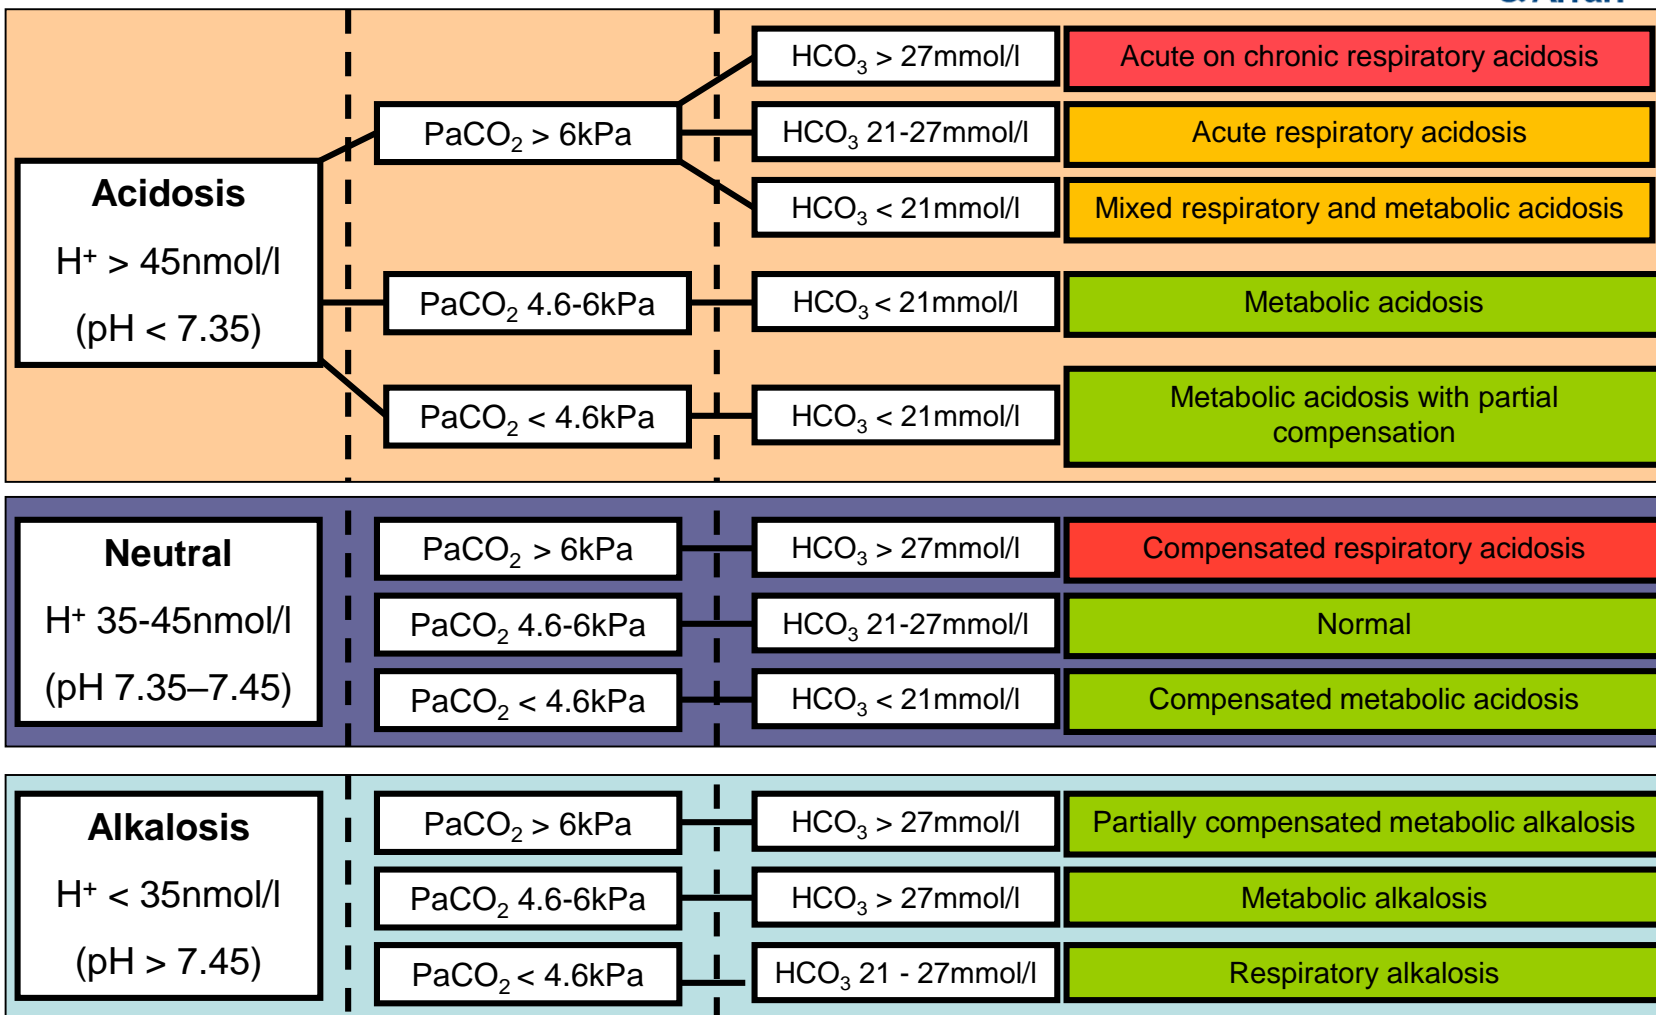 Acidosis
H⁺ > 45nmol/l
(pH < 7.35)
PaCO₂ > 6kPa
HCO₃ > 27mmol/l
Acute on chronic respiratory acidosis
HCO₃ 21-27mmol/l
Acute respiratory acidosis
HCO₃ < 21mmol/l
Mixed respiratory and metabolic acidosis
PaCO₂ 4.6-6kPa
HCO₃ < 21mmol/l
Metabolic acidosis
PaCO₂ < 4.6kPa
HCO₃ < 21mmol/l
Metabolic acidosis with partial
compensation
Neutral
H⁺ 35-45nmol/l
(pH 7.35–7.45)
PaCO₂ > 6kPa
HCO₃ > 27mmol/l
Compensated respiratory acidosis
PaCO₂ 4.6-6kPa
HCO₃ 21-27mmol/l
Normal
PaCO₂ < 4.6kPa
HCO₃ < 21mmol/l
Compensated metabolic acidosis
Alkalosis
H⁺ < 35nmol/l
(pH > 7.45)
PaCO₂ > 6kPa
HCO₃ > 27mmol/l
Partially compensated metabolic alkalosis
PaCO₂ 4.6-6kPa
HCO₃ > 27mmol/l
Metabolic alkalosis
PaCO₂ < 4.6kPa
HCO₃ 21 - 27mmol/l
Respiratory alkalosis